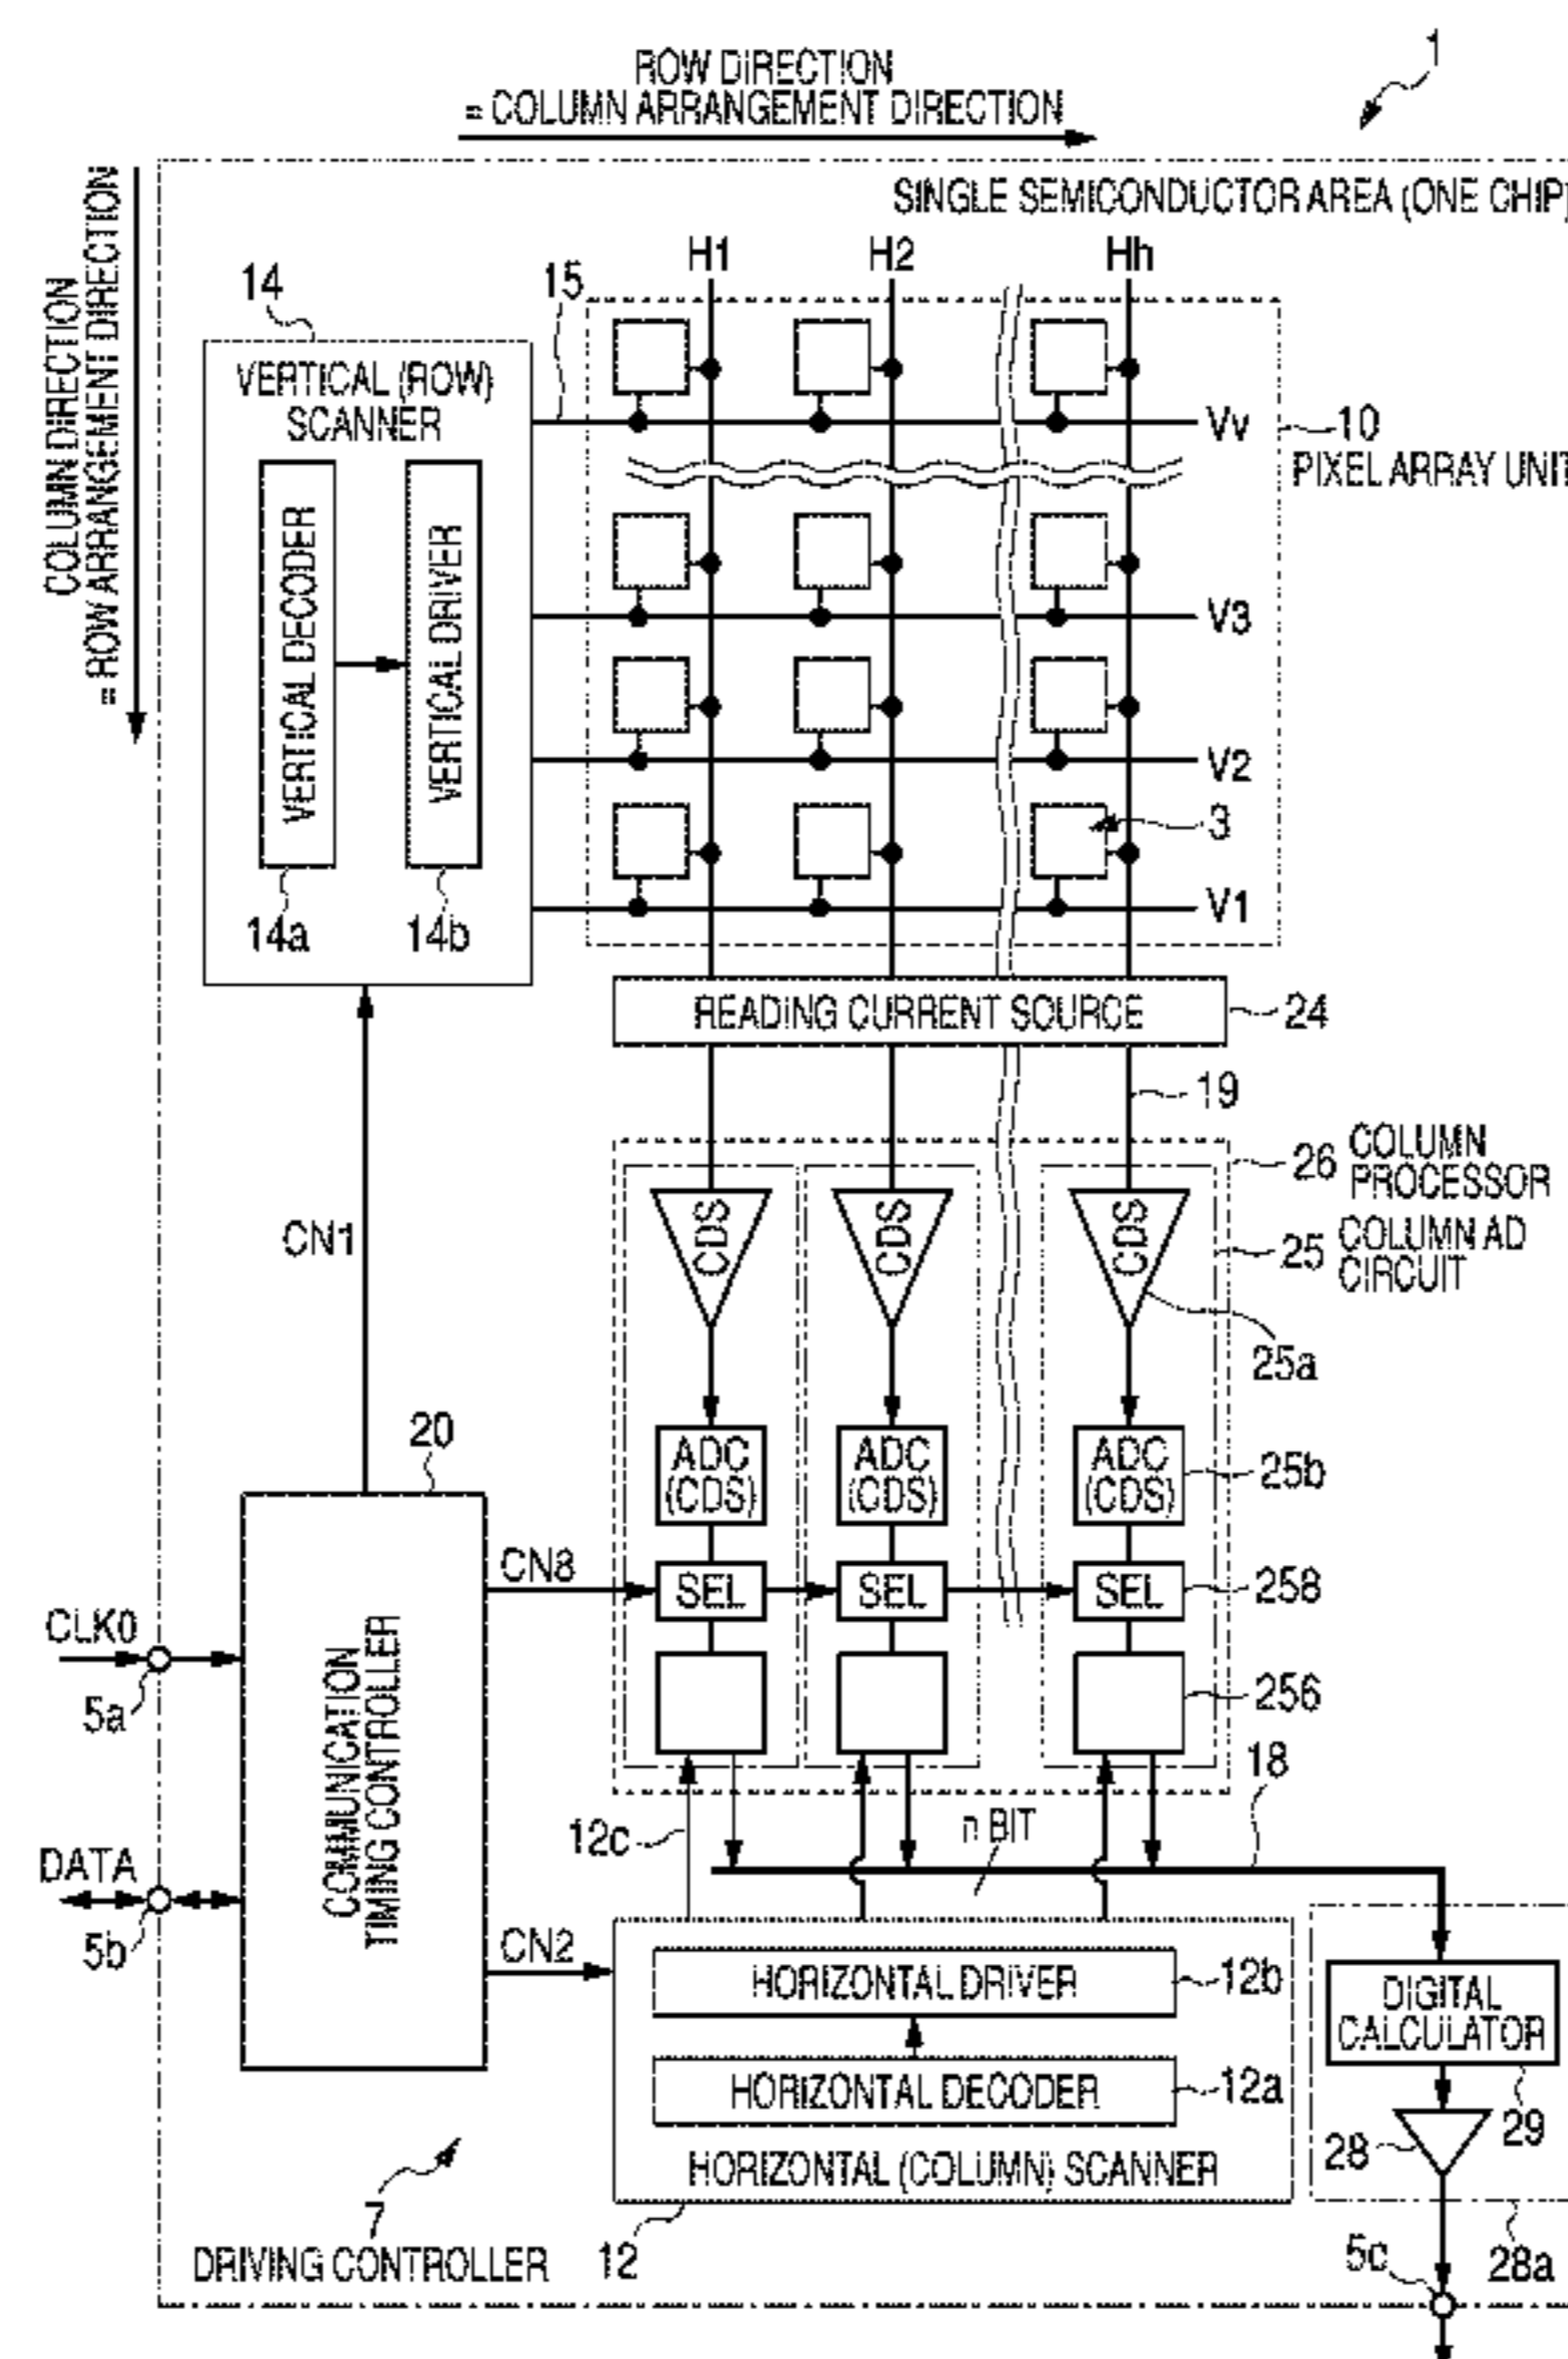 1
ROW DIRECTION
= COLUMN ARRANGEMENT DIRECTION
COLUMN DIRECTION
= ROW ARRANGEMENT DIRECTION
SINGLE SEMICONDUCTOR AREA (ONE CHIP)
H1
H2
Hh
14
15
VERTICAL (ROW)
SCANNER
VERTICAL DECODER
VERTICAL DRIVER
14a
14b
Vv
10
PIXEL ARRAY UNIT
V3
V2
3
V1
READING CURRENT SOURCE
24
19
CN1
26
COLUMN
PROCESSOR
25
COLUMN AD
CIRCUIT
CDS
CDS
CDS
25a
20
ADC
(CDS)
ADC
(CDS)
ADC
(CDS)
25b
CN8
SEL
SEL
SEL
258
CLK0
5a
COMMUNICATION
TIMING CONTROLLER
256
18
12c
n BIT
DATA
5b
CN2
HORIZONTAL DRIVER
12b
HORIZONTAL DECODER
12a
HORIZONTAL (COLUMN) SCANNER
12
DIGITAL
CALCULATOR
29
28
28a
5c
7
DRIVING CONTROLLER